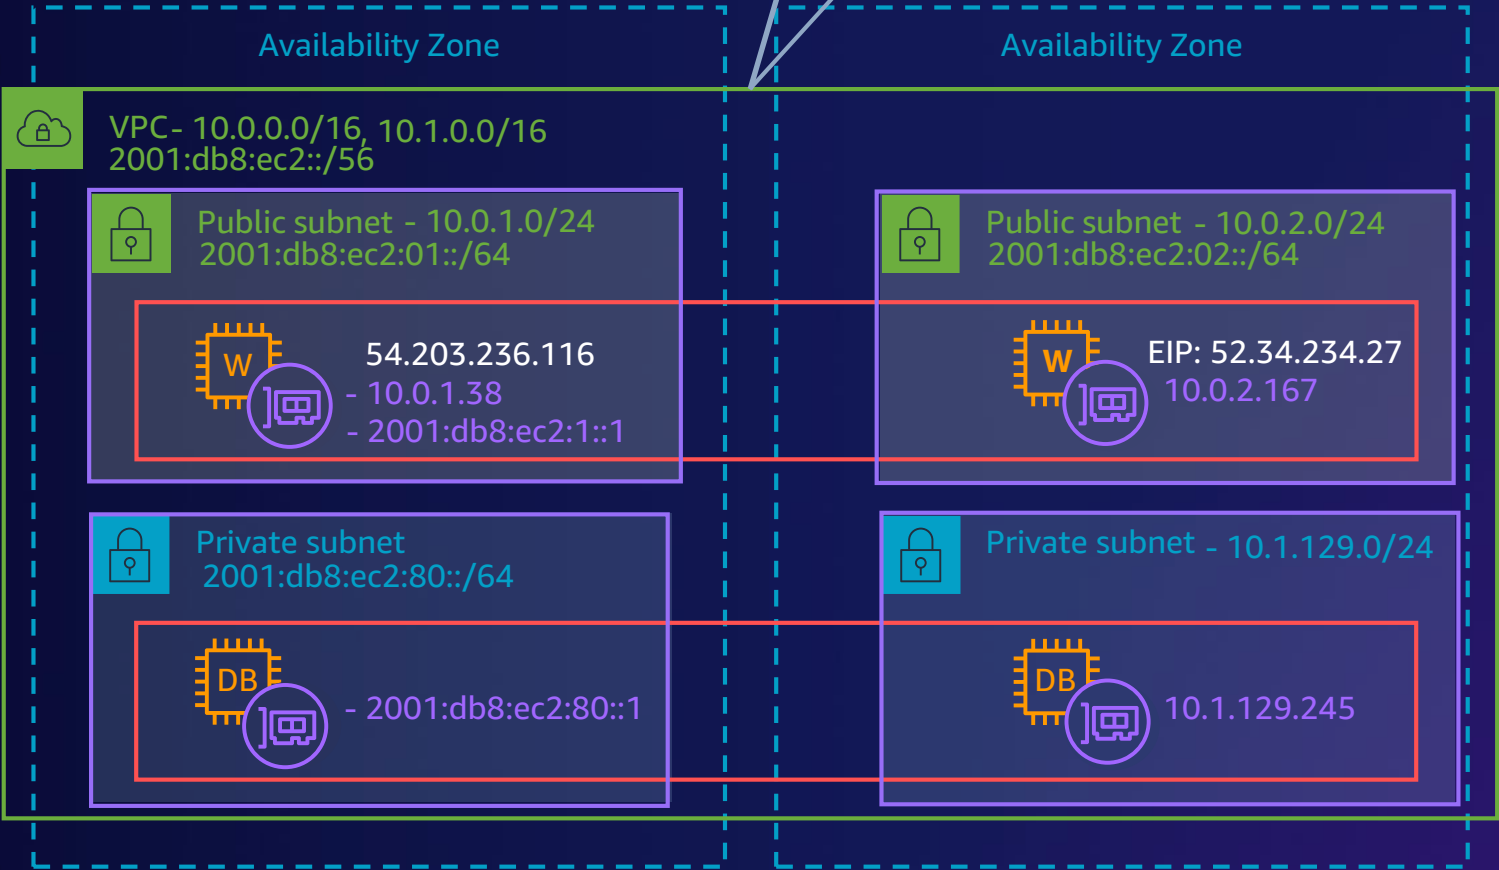 Availability Zone
Availability Zone
VPC- 10.0.0.0/16, 10.1.0.0/16
2001:db8:ec2::/56
Public subnet - 10.0.1.0/24
2001:db8:ec2:01::/64
W
54.203.236.116
- 10.0.1.38
- 2001:db8:ec2:1::1
Public subnet - 10.0.2.0/24
2001:db8:ec2:02::/64
W
EIP: 52.34.234.27
10.0.2.167
Private subnet
2001:db8:ec2:80::/64
DB
- 2001:db8:ec2:80::1
Private subnet - 10.1.129.0/24
DB
10.1.129.245